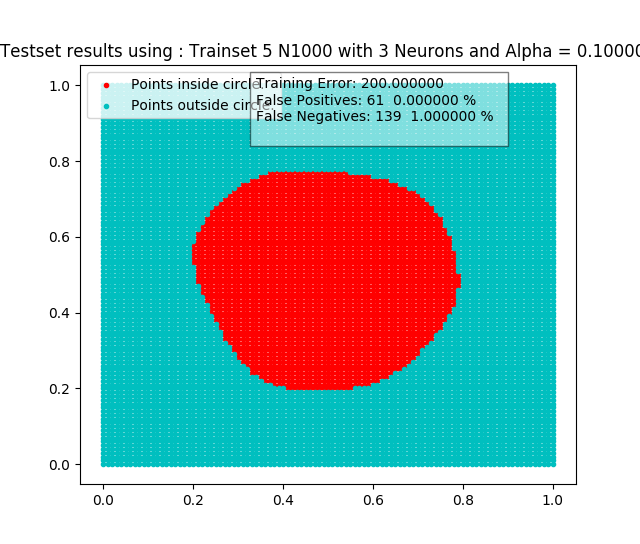 Testset results using : Trainset 5 N1000 with 3 Neurons and Alpha = 0.10000
Points inside circle.
Points outside circle.
Training Error: 200.000000
False Positives: 61  0.000000 %
False Negatives: 139  1.000000 %
1.0
0.8
0.6
0.4
0.2
0.0
0.0 0.2 0.4 0.6 0.8 1.0